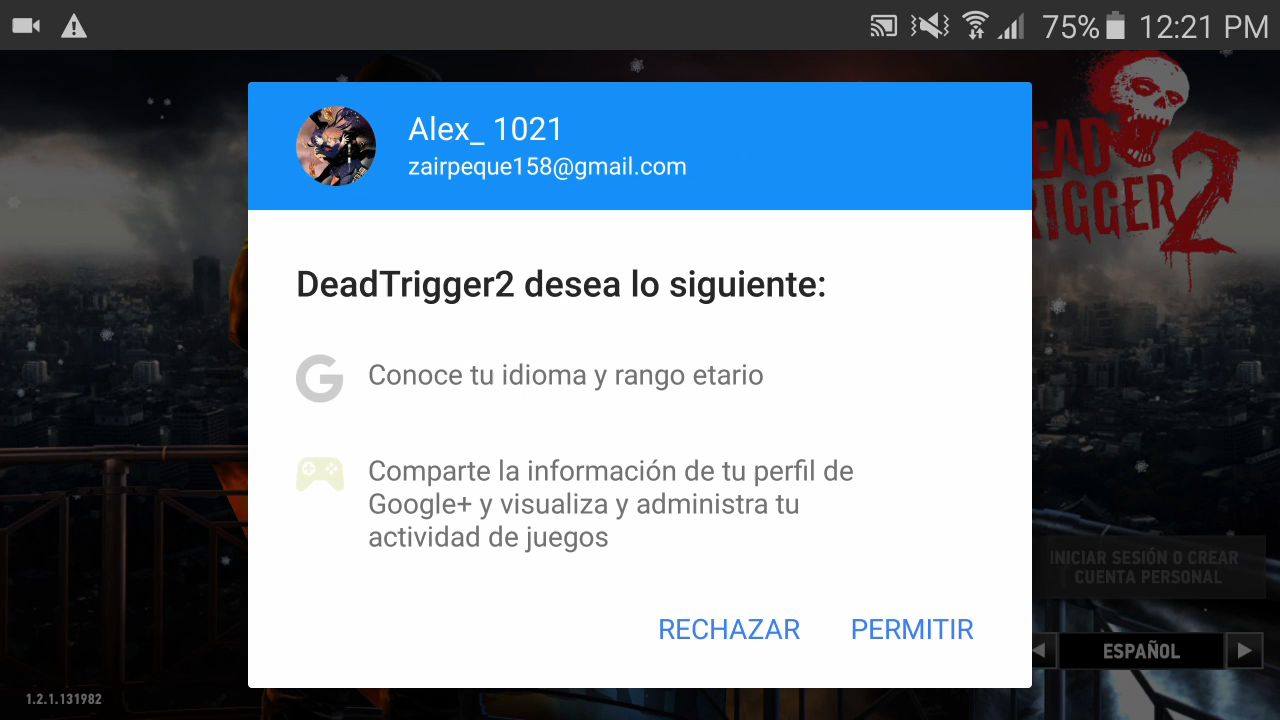 75% 12:21 PM
Alex_ 1021
zairpeque158@gmail.com
DEAD
TRIGGER 2
DeadTrigger2 desea lo siguiente:
Conoce tu idioma y rango etario
Comparte la información de tu perfil de
Google+ y visualiza y administra tu
actividad de juegos
RECHAZAR PERMITIR
INICIAR SESIÓN O CREAR
CUENTA PERSONAL
ESPAÑOL
1.2.1.131982